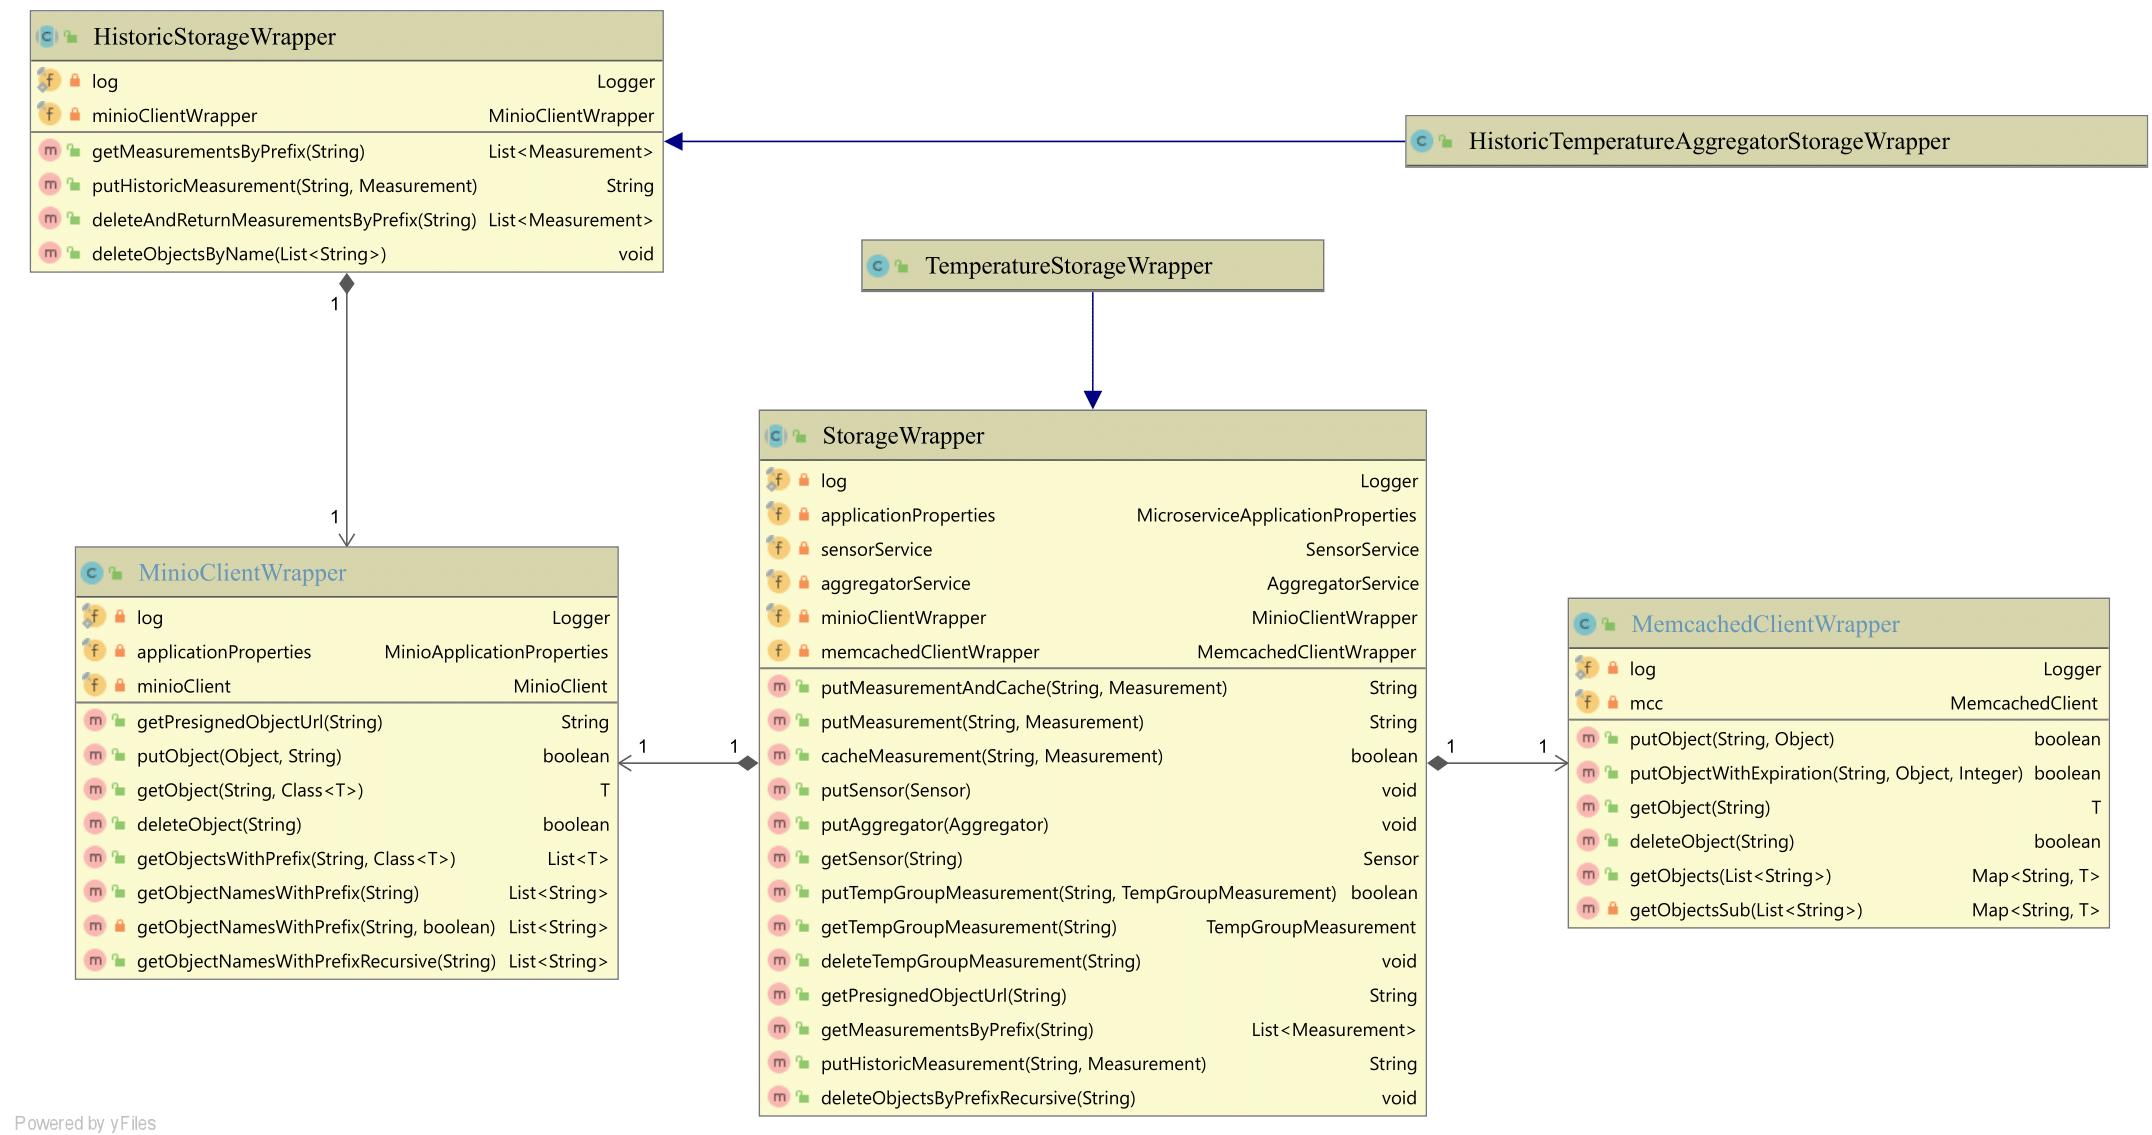 HistoricStorageWrapper
log Logger
minioClientWrapper MinioClientWrapper
getMeasurementsByPrefix(String) List<Measurement>
putHistoricMeasurement(String, Measurement) String
deleteAndReturnMeasurementsByPrefix(String) List<Measurement>
deleteObjectsByName(List<String>) void
HistoricTemperatureAggregatorStorageWrapper
TemperatureStorageWrapper
1
1
StorageWrapper
log Logger
applicationProperties MicroserviceApplicationProperties
sensorService SensorService
aggregatorService AggregatorService
minioClientWrapper MinioClientWrapper
memcachedClientWrapper MemcachedClientWrapper
putMeasurementAndCache(String, Measurement) String
putMeasurement(String, Measurement) String
cacheMeasurement(String, Measurement) boolean
putSensor(Sensor) void
putAggregator(Aggregator) void
getSensor(String) Sensor
putTempGroupMeasurement(String, TempGroupMeasurement) boolean
getTempGroupMeasurement(String) TempGroupMeasurement
deleteTempGroupMeasurement(String) void
getPresignedObjectUrl(String) String
getMeasurementsByPrefix(String) List<Measurement>
putHistoricMeasurement(String, Measurement) String
deleteObjectsByPrefixRecursive(String) void
MinioClientWrapper
log Logger
applicationProperties MinioApplicationProperties
minioClient MinioClient
getPresignedObjectUrl(String) String
putObject(Object, String) boolean
getObject(String, Class<T>) T
deleteObject(String) boolean
getObjectsWithPrefix(String, Class<T>) List<T>
getObjectNamesWithPrefix(String) List<String>
getObjectNamesWithPrefix(String, boolean) List<String>
getObjectNamesWithPrefixRecursive(String) List<String>
1 1
1 1
MemcachedClientWrapper
log Logger
mcc MemcachedClient
putObject(String, Object) boolean
putObjectWithExpiration(String, Object, Integer) boolean
getObject(String) T
deleteObject(String) boolean
getObjects(List<String>) Map<String, T>
getObjectsSub(List<String>) Map<String, T>
Powered by yFiles